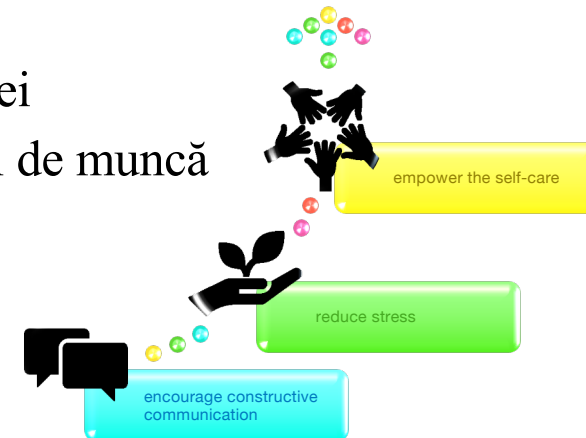 ei
de muncă
empower the self-care
reduce stress
encourage constructive
communication